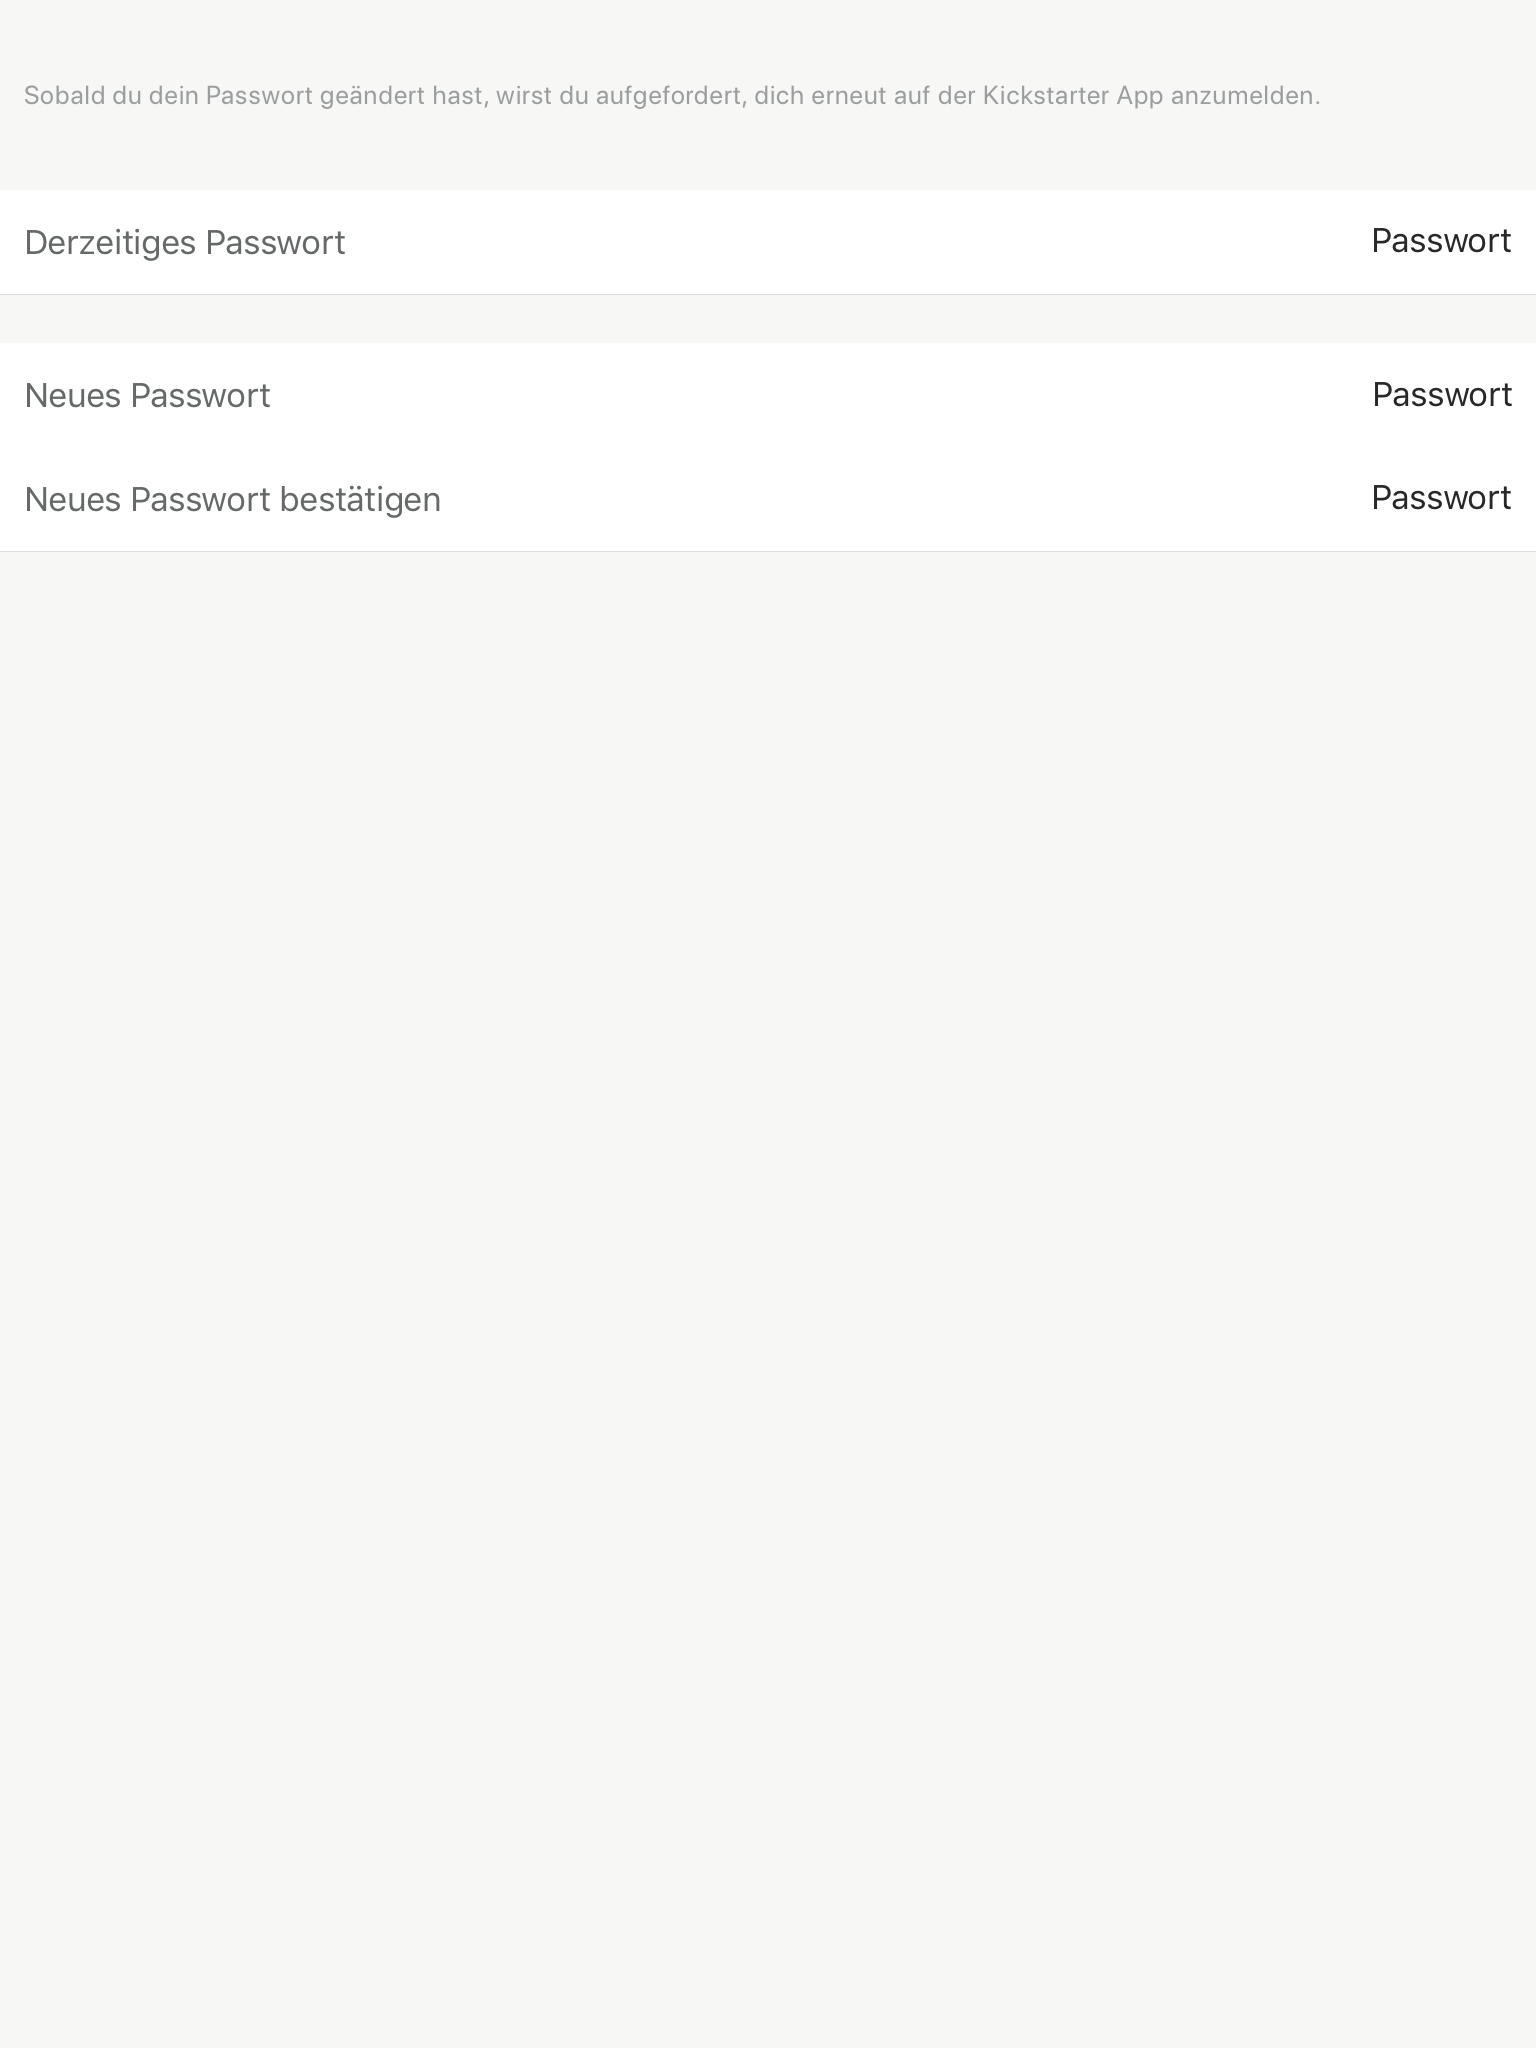 Sobald du dein Passwort geändert hast, wirst du aufgefordert, dich erneut auf der Kickstarter App anzumelden.
Derzeitiges Passwort Passwort
Neues Passwort Passwort
Neues Passwort bestätigen Passwort